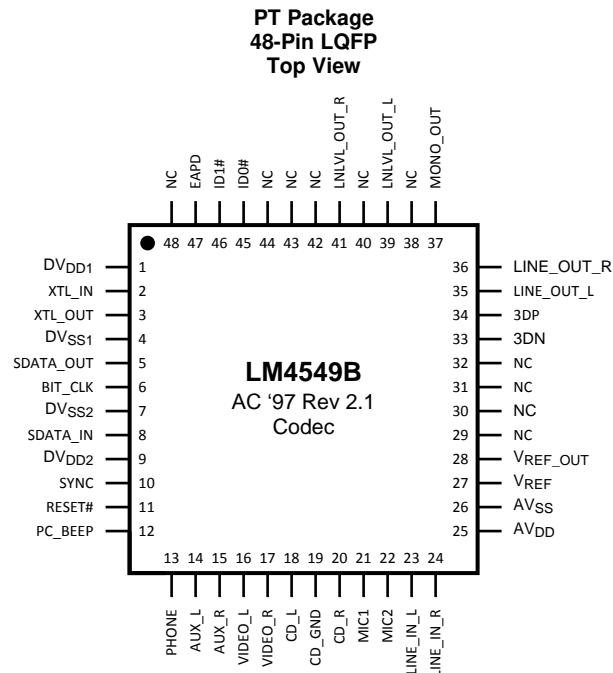 PT Package
48-Pin LQFP
Top View
NC
EAPD
ID1#
ID0#
NC
NC
NC
LNLVL_OUT_R
NC
LNLVL_OUT_L
NC
MONO_OUT
48 47 46 45 44 43 42 41 40 39 38 37
DVDD1 1
XTL_IN 2
XTL_OUT 3
DVSS1 4
SDATA_OUT 5
BIT_CLK 6
DVSS2 7
SDATA_IN 8
DVDD2 9
SYNC 10
RESET# 11
PC_BEEP 12
LM4549B
AC ‘97 Rev 2.1
Codec
36 LINE_OUT_R
35 LINE_OUT_L
34 3DP
33 3DN
32 NC
31 NC
30 NC
29 NC
28 VREF_OUT
27 VREF
26 AVSS
25 AVDD
13 14 15 16 17 18 19 20 21 22 23 24
PHONE
AUX_L
AUX_R
VIDEO_L
VIDEO_R
CD_L
CD_GND
CD_R
MIC1
MIC2
LINE_IN_L
LINE_IN_R